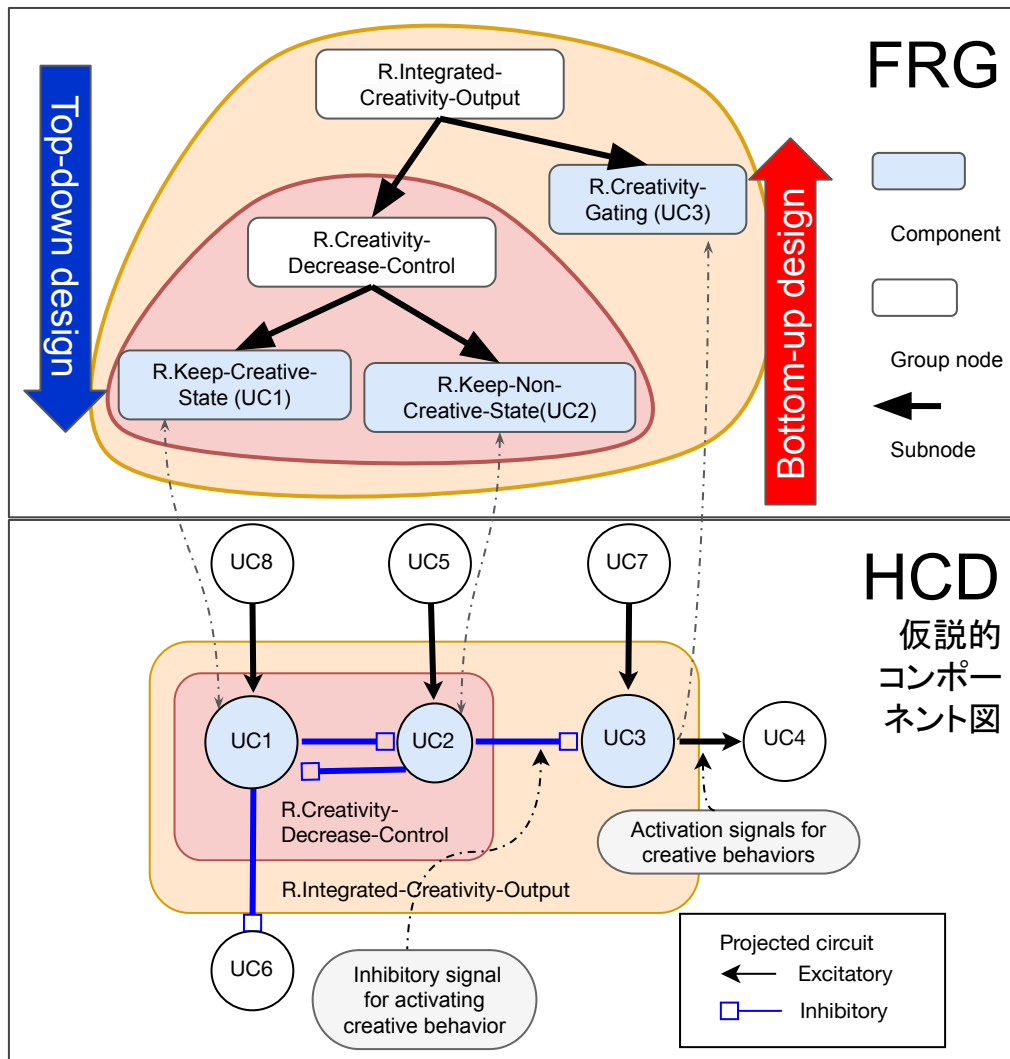 FRG
Top-down design
R.Integrated-
Creativity-Output
R.Creativity-
Gating (UC3)
R.Creativity-
Decrease-Control
R.Keep-Creative-
State (UC1)
R.Keep-Non-
Creative-State(UC2)
Bottom-up design
Component
Group node
Subnode
HCD
仮説的
コンポー
ネント図
UC8
UC5
UC7
UC1
UC2
UC3
UC4
R.Creativity-
Decrease-Control
R.Integrated-Creativity-Output
Activation signals for
creative behaviors
UC6
Inhibitory signal
for activating
creative behavior
Projected circuit
Excitatory
Inhibitory